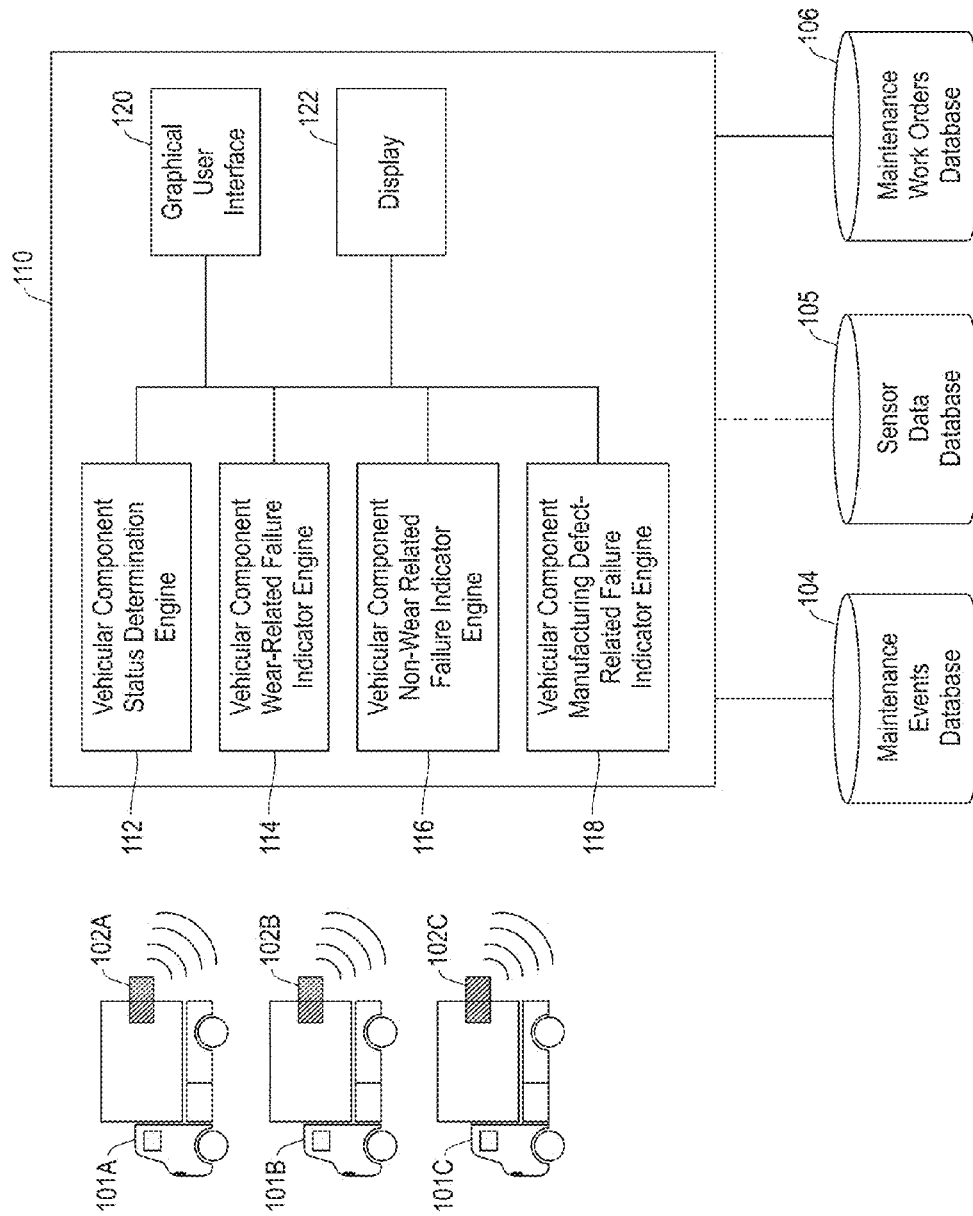 101A
102A
101B
102B
101C
102C
110
112
Vehicular Component
Status Determination
Engine
114
Vehicular Component
Wear-Related Failure
Indicator Engine
116
Vehicular Component
Non-Wear Related
Failure Indicator
Engine
118
Vehicular Component
Manufacturing Defect-
Related Failure
Indicator Engine
120
Graphical
User
Interface
122
Display
104
Maintenance
Events
Database
105
Sensor
Data
Database
106
Maintenance
Work Orders
Database